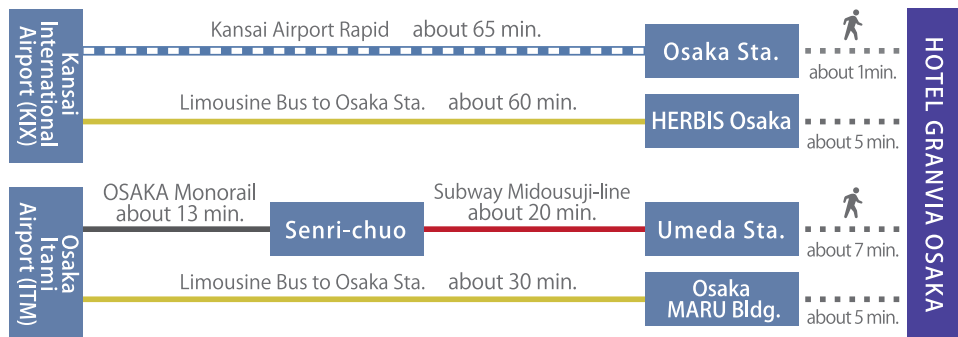 Kansai
International
Airport (KIX)
Kansai Airport Rapid about 65 min.
Osaka Sta.
about 1min.
Limousine Bus to Osaka Sta. about 60 min.
HERBIS Osaka
about 5 min.
Osaka
Itami
Airport (ITM)
OSAKA Monorail
about 13 min.
Senri-chuo
Subway Midousuji-line
about 20 min.
Umeda Sta.
about 7 min.
Limousine Bus to Osaka Sta. about 30 min.
Osaka
MARU Bldg.
about 5 min.
HOTEL GRANVIA OSAKA